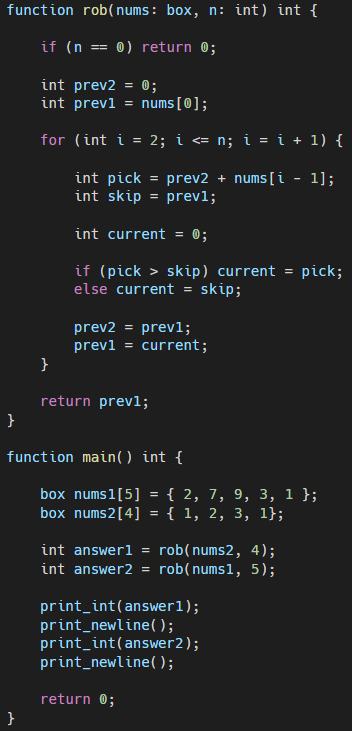 function rob(nums: box, n: int) int {
if (n == 0) return 0;
int prev2 = 0;
int prev1 = nums[0];
for (int i = 2; i <= n; i = i + 1) {
int pick = prev2 + nums[i - 1];
int skip = prev1;
int current = 0;
if (pick > skip) current = pick;
else current = skip;
prev2 = prev1;
prev1 = current;
}
return prev1;
}
function main() int {
box nums1[5] = { 2, 7, 9, 3, 1 };
box nums2[4] = { 1, 2, 3, 1};
int answer1 = rob(nums2, 4);
int answer2 = rob(nums1, 5);
print_int(answer1);
print_newline();
print_int(answer2);
print_newline();
return 0;
}